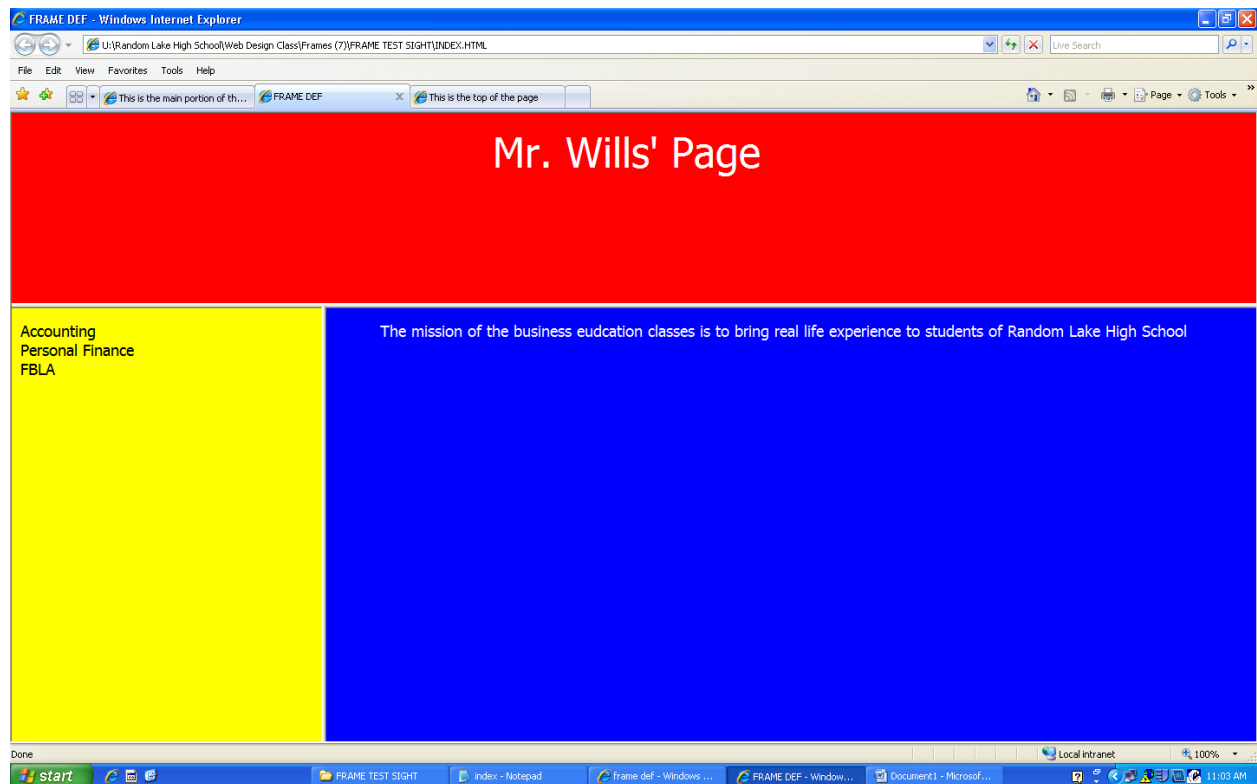 FRAME DEF - Windows Internet Explorer
U:\Random Lake High School\Web Design Class\Frames (7)\FRAME TEST SIGHT\INDEX.HTML
Live Search
File Edit View Favorites Tools Help
This is the main portion of th... FRAME DEF This is the top of the page Page Tools
Mr. Wills' Page
Accounting
Personal Finance
FBLA
The mission of the business eudcation classes is to bring real life experience to students of Random Lake High School
Done Local intranet 100%
start FRAME TEST SIGHT index - Notepad frame def - Windows ... FRAME DEF - Window... Document1 - Microsof... 11:03 AM